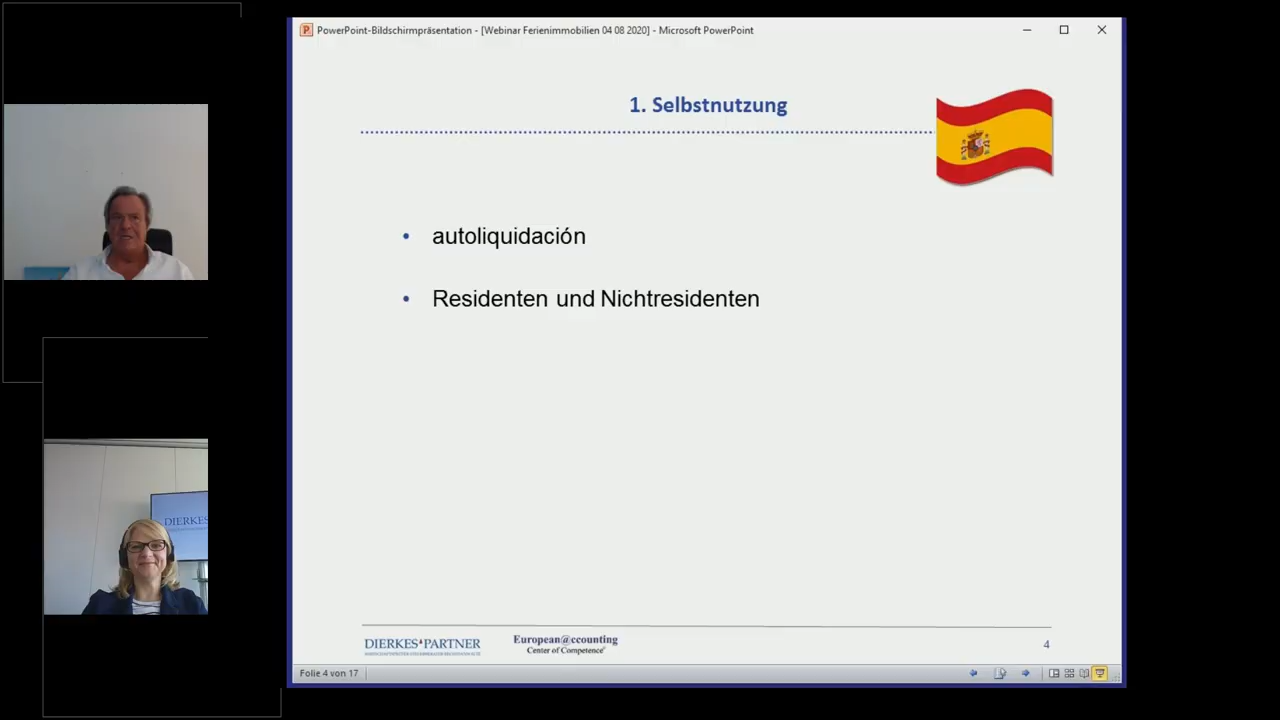 PowerPoint-Bildschirmpräsentation - [Webinar Ferienimmobilien 04 08 2020] - Microsoft PowerPoint
1. Selbstnutzung
• autoliquidación
• Residenten und Nichtresidenten
DIERKES
DIERKES PARTNER
European@ccounting
Center of Competence
4
Folie 4 von 17